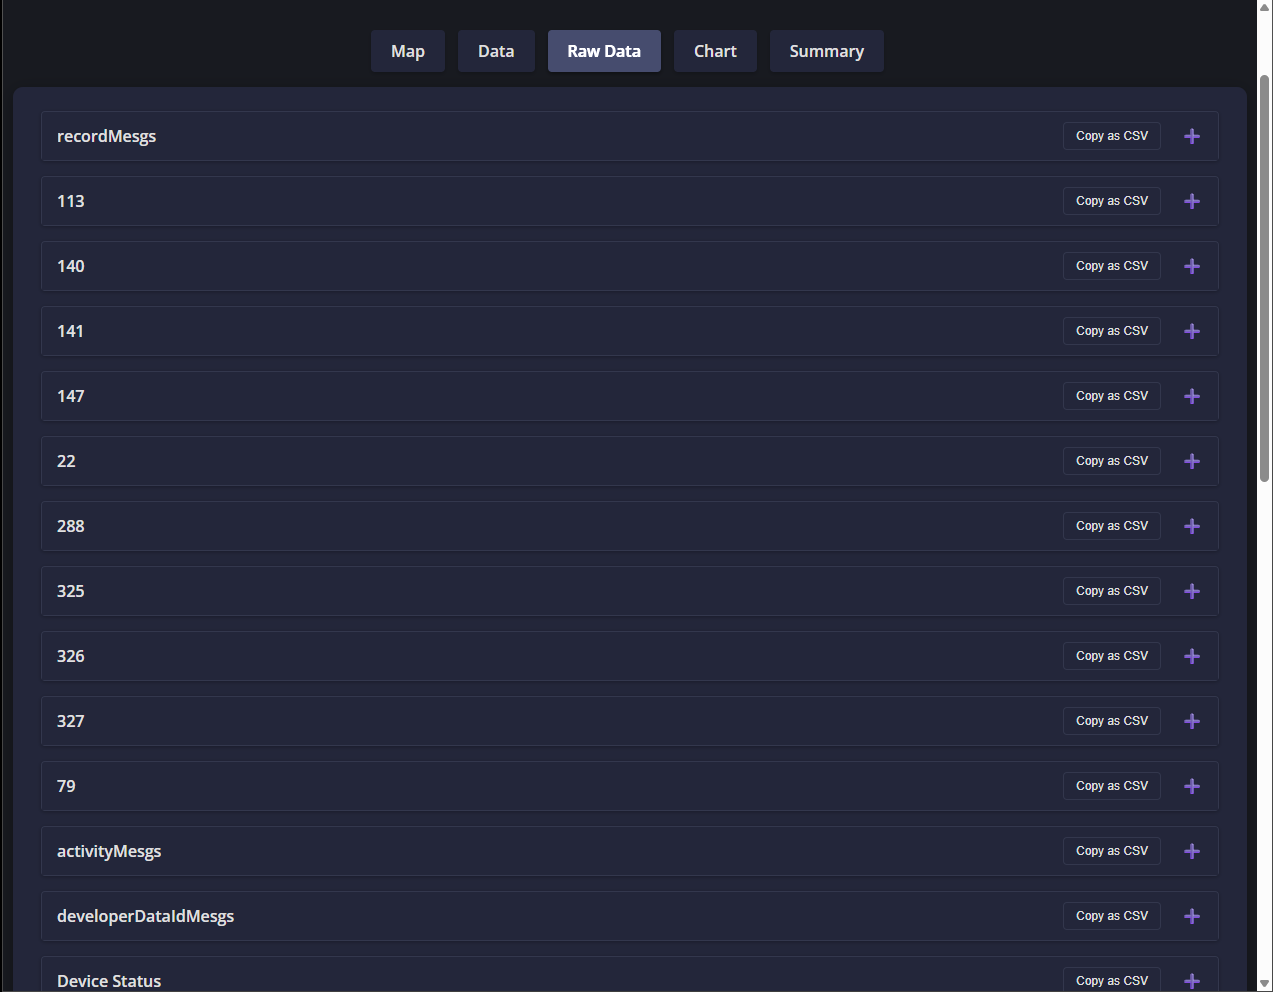 Map Data Raw Data Chart Summary
recordMesgs Copy as CSV
113 Copy as CSV
140 Copy as CSV
141 Copy as CSV
147 Copy as CSV
22 Copy as CSV
288 Copy as CSV
325 Copy as CSV
326 Copy as CSV
327 Copy as CSV
79 Copy as CSV
activityMesgs Copy as CSV
developerDataIdMesgs Copy as CSV
Device Status Copy as CSV